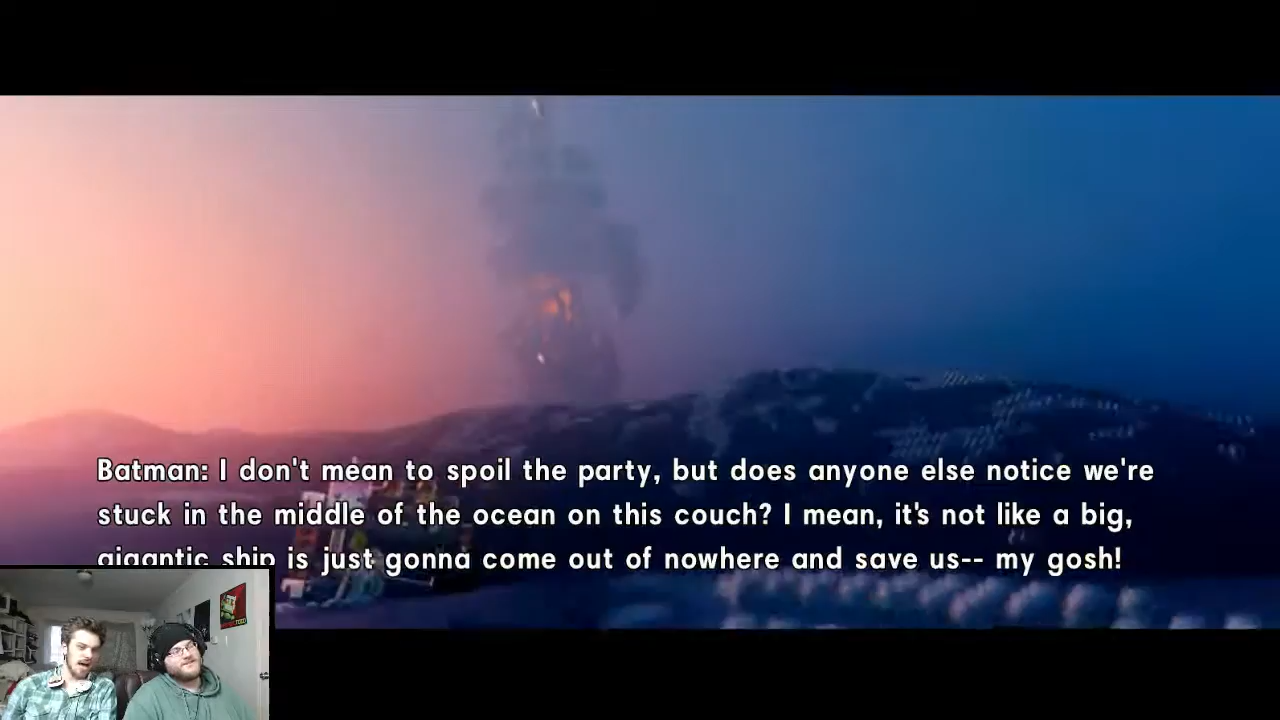 Batman: I don't mean to spoil the party, but does anyone else notice we're
stuck in the middle of the ocean on this couch? I mean, it's not like a big,
gigantic ship is just gonna come out of nowhere and save us-- my gosh!